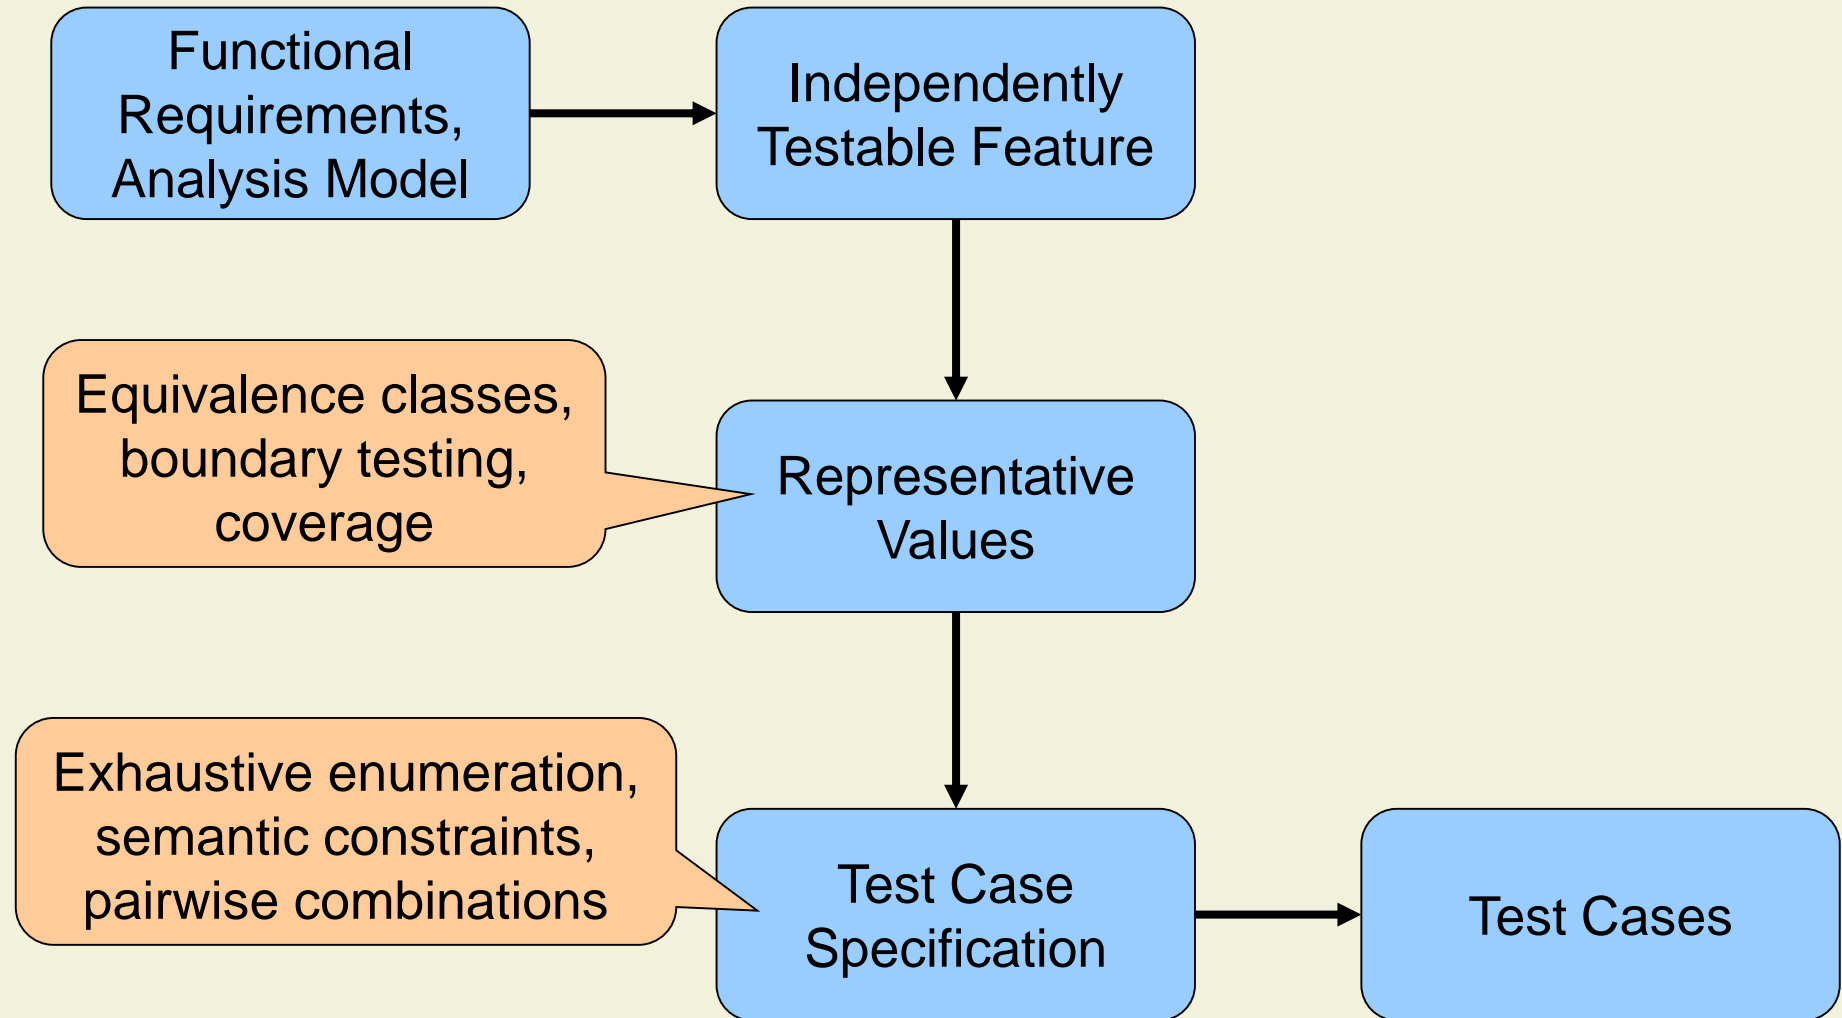 Functional
Requirements,
Analysis Model
Independently
Testable Feature
Equivalence classes,
boundary testing,
coverage
Representative
Values
Exhaustive enumeration,
semantic constraints,
pairwise combinations
Test Case
Specification
Test Cases